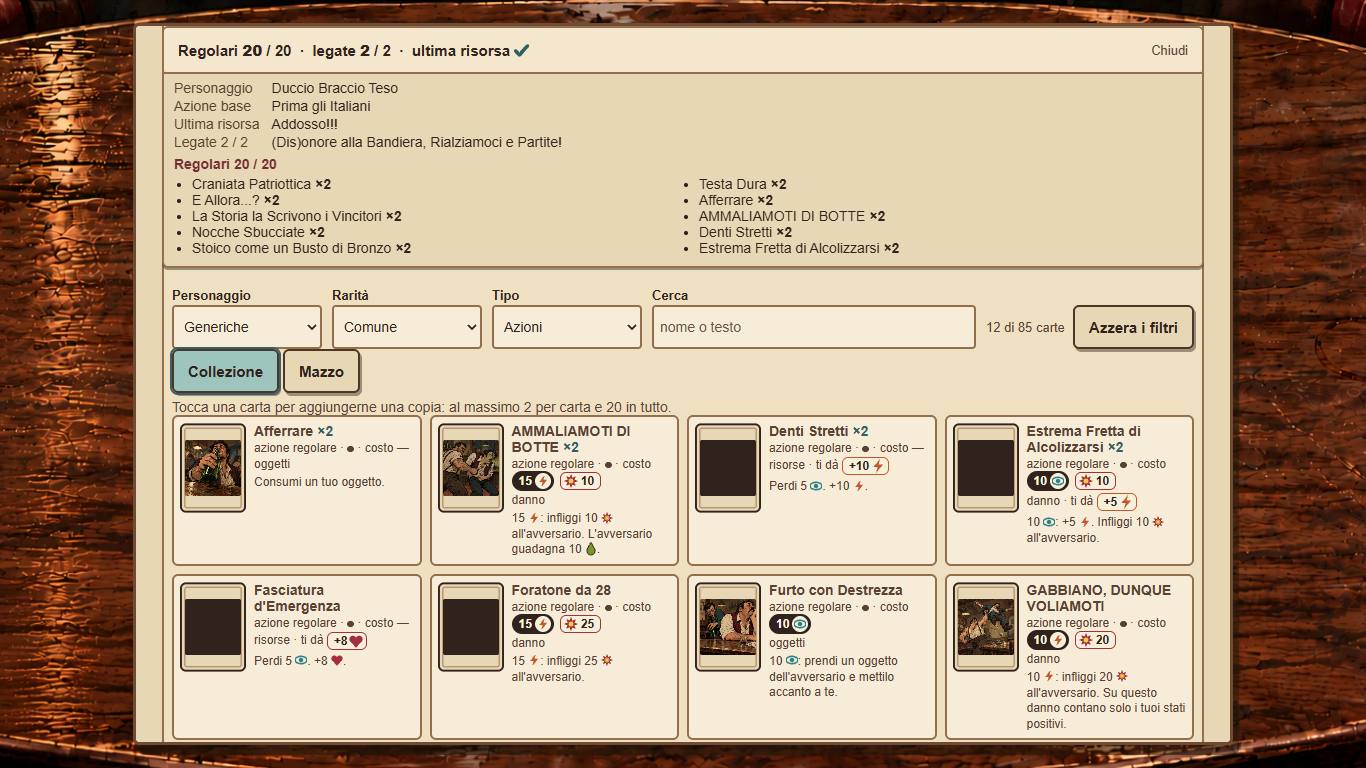 Regolari 20 / 20 · legate 2 / 2 · ultima risorsa
Chiudi
Personaggio Duccio Braccio Teso
Azione base Prima gli Italiani
Ultima risorsa Addosso!!!
Legate 2 / 2 (Dis)onore alla Bandiera, Rialziamoci e Partite!
Regolari 20 / 20
• Craniata Patriottica ×2
• E Allora...? ×2
• La Storia la Scrivono i Vincitori ×2
• Nocche Sbucciate ×2
• Stoico come un Busto di Bronzo ×2
• Testa Dura ×2
• Afferrare ×2
• AMMALIAMOTI DI BOTTE ×2
• Denti Stretti ×2
• Estrema Fretta di Alcolizzarsi ×2
Personaggio
Generiche
Rarità
Comune
Tipo
Azioni
Cerca
nome o testo
12 di 85 carte
Azzera i filtri
Collezione
Mazzo
Tocca una carta per aggiungerne una copia: al massimo 2 per carta e 20 in tutto.
Afferrare ×2
azione regolare · ● · costo —
oggetti
Consumi un tuo oggetto.
AMMALIAMOTI DI
BOTTE ×2
azione regolare · ● · costo
15 10
danno
15 : infliggi 10
all'avversario. L'avversario
guadagna 10 .
Denti Stretti ×2
azione regolare · ● · costo —
risorse · ti dà +10
Perdi 5 . +10 .
Estrema Fretta di
Alcolizzarsi ×2
azione regolare · ● · costo
10 10
danno · ti dà +5
10 : +5 . Infliggi 10
all'avversario.
Fasciatura
d'Emergenza
azione regolare · ● · costo —
risorse · ti dà +8
Perdi 5 . +8 .
Foratone da 28
azione regolare · ● · costo
15 25
danno
15 : infliggi 25
all'avversario.
Furto con Destrezza
azione regolare · ● · costo
10
oggetti
10 : prendi un oggetto
dell'avversario e mettilo
accanto a te.
GABBIANO, DUNQUE
VOLIAMOTI
azione regolare · ● · costo
10 20
danno
10 : infliggi 20
all'avversario. Su questo
danno contano solo i tuoi stati
positivi.